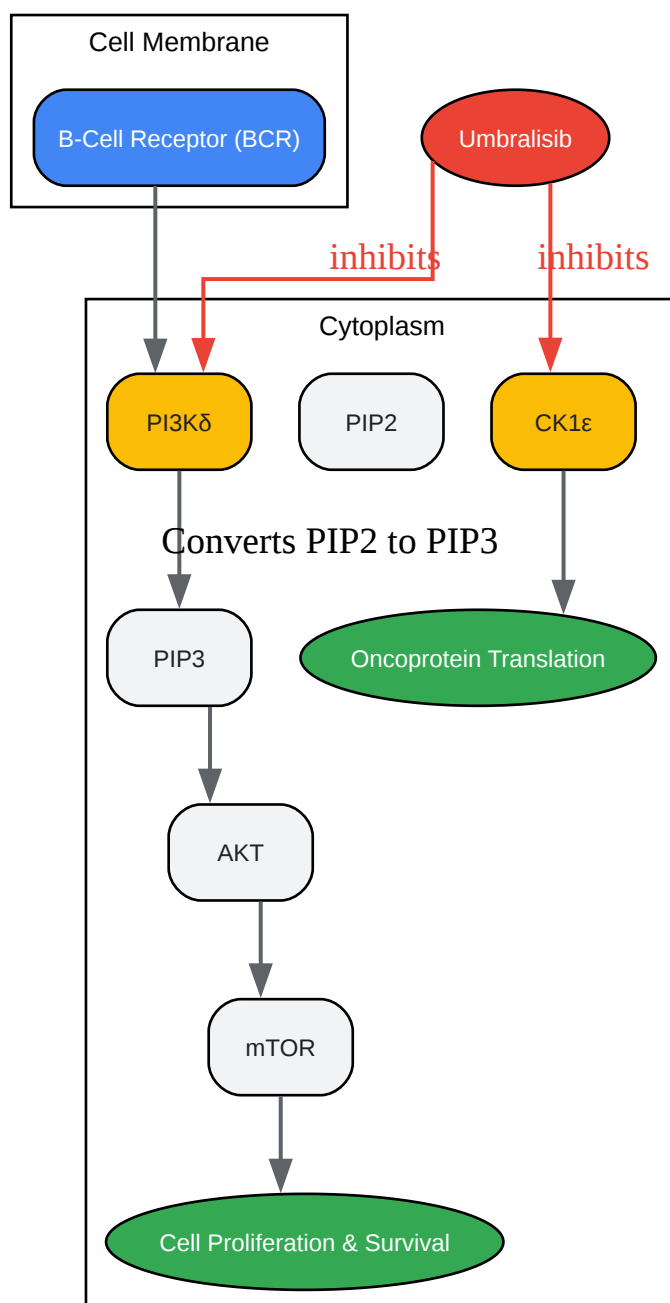 Cell Membrane
B-Cell Receptor (BCR)
Umbralisib
inhibits
inhibits
Cytoplasm
PI3Kδ
PIP2
CK1ε
Converts PIP2 to PIP3
PIP3
Oncoprotein Translation
AKT
mTOR
Cell Proliferation & Survival